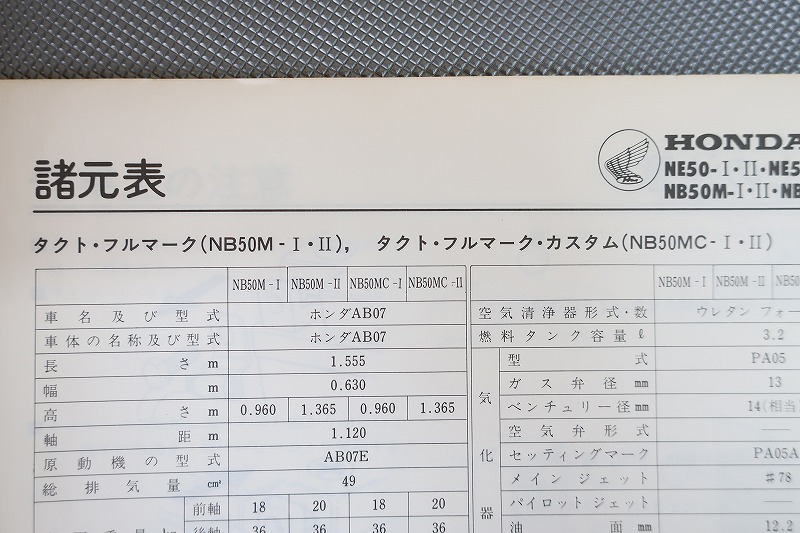 諸元表
HONDA
NE50-Ⅰ・Ⅱ・NE5
NB50M-Ⅰ・Ⅱ・NB
タクト・フルマーク(NB50M-Ⅰ・Ⅱ), タクト・フルマーク・カスタム(NB50MC-Ⅰ・Ⅱ)
NB50M-Ⅰ NB50M-Ⅱ NB50MC-Ⅰ NB50MC-Ⅱ
車名及び型式 ホンダAB07
車体の名称及び型式 ホンダAB07
長さ m 1.555
幅 m 0.630
高さ m 0.960 1.365 0.960 1.365
軸距 m 1.120
原動機の型式 AB07E
総排気量 cm³ 49
前軸 18 20 18 20
後軸 36 36 36 36
NB50M-Ⅰ NB50M-Ⅱ NB50
空気清浄器形式・数 ウレタン フォー
燃料タンク容量 ℓ 3.2
気化器
型式 PA05
ガス弁径 mm 13
ベンチュリー径 mm 14(相当
空気弁形式 ——
セッティングマーク PA05A
メイン ジェット #78
パイロット ジェット ——
油面 mm 12.2